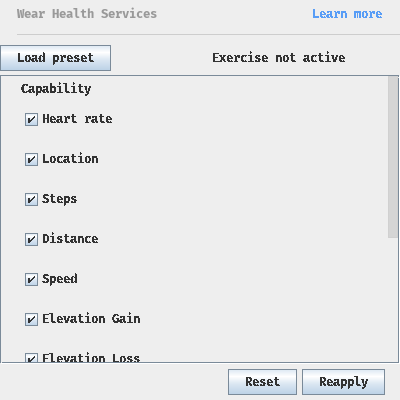 Wear Health Services Learn more
Load preset Exercise not active
Capability
Heart rate
Location
Steps
Distance
Speed
Elevation Gain
Elevation Loss
Reset Reapply